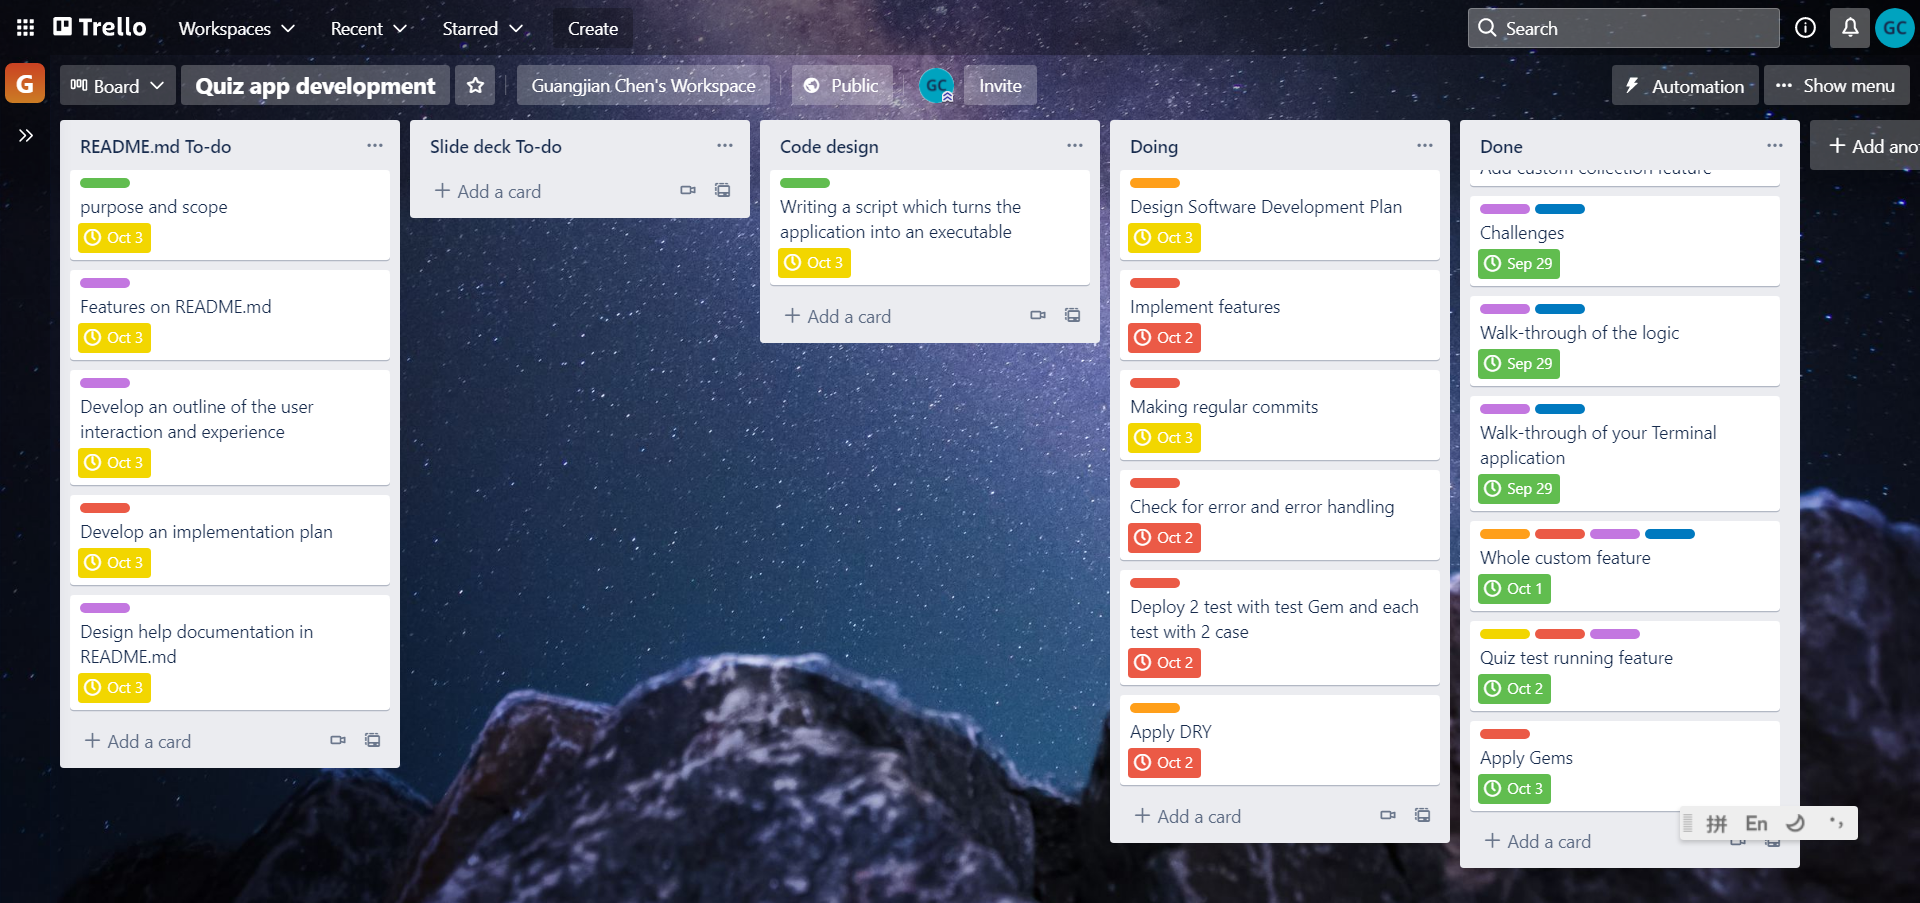 Trello
Workspaces
Recent
Starred
Create
Search
GC
G
Board
Quiz app development
Guangjian Chen's Workspace
Public
GC
Invite
Automation
Show menu
README.md To-do
purpose and scope
Oct 3
Features on README.md
Oct 3
Develop an outline of the user
interaction and experience
Oct 3
Develop an implementation plan
Oct 3
Design help documentation in
README.md
Oct 3
Add a card
Slide deck To-do
Add a card
Code design
Writing a script which turns the
application into an executable
Oct 3
Add a card
Doing
Design Software Development Plan
Oct 3
Implement features
Oct 2
Making regular commits
Oct 3
Check for error and error handling
Oct 2
Deploy 2 test with test Gem and each
test with 2 case
Oct 2
Apply DRY
Oct 2
Add a card
Done
Add custom collection feature
Challenges
Sep 29
Walk-through of the logic
Sep 29
Walk-through of your Terminal
application
Sep 29
Whole custom feature
Oct 1
Quiz test running feature
Oct 2
Apply Gems
Oct 3
Add a card
Add ano
拼 En